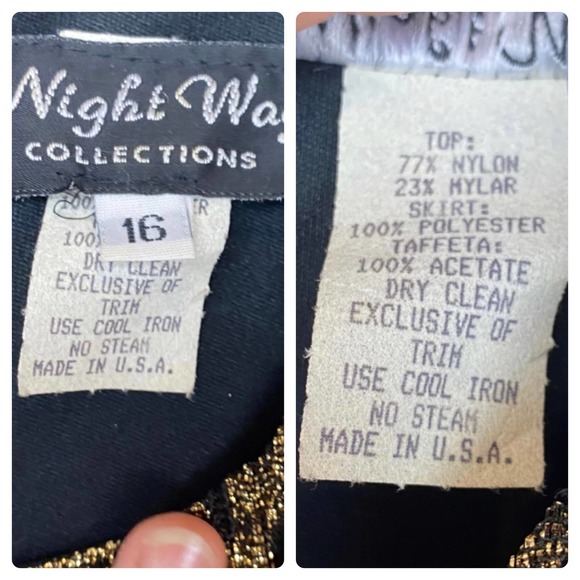 Night Way
COLLECTIONS
16
100%
DRY CLEAN
EXCLUSIVE OF
TRIM
USE COOL IRON
NO STEAM
MADE IN U.S.A.
TOP:
77% NYLON
23% MYLAR
SKIRT:
100% POLYESTER
TAFFETA:
100% ACETATE
DRY CLEAN
EXCLUSIVE OF
TRIM
USE COOL IRON
NO STEAM
MADE IN U.S.A.